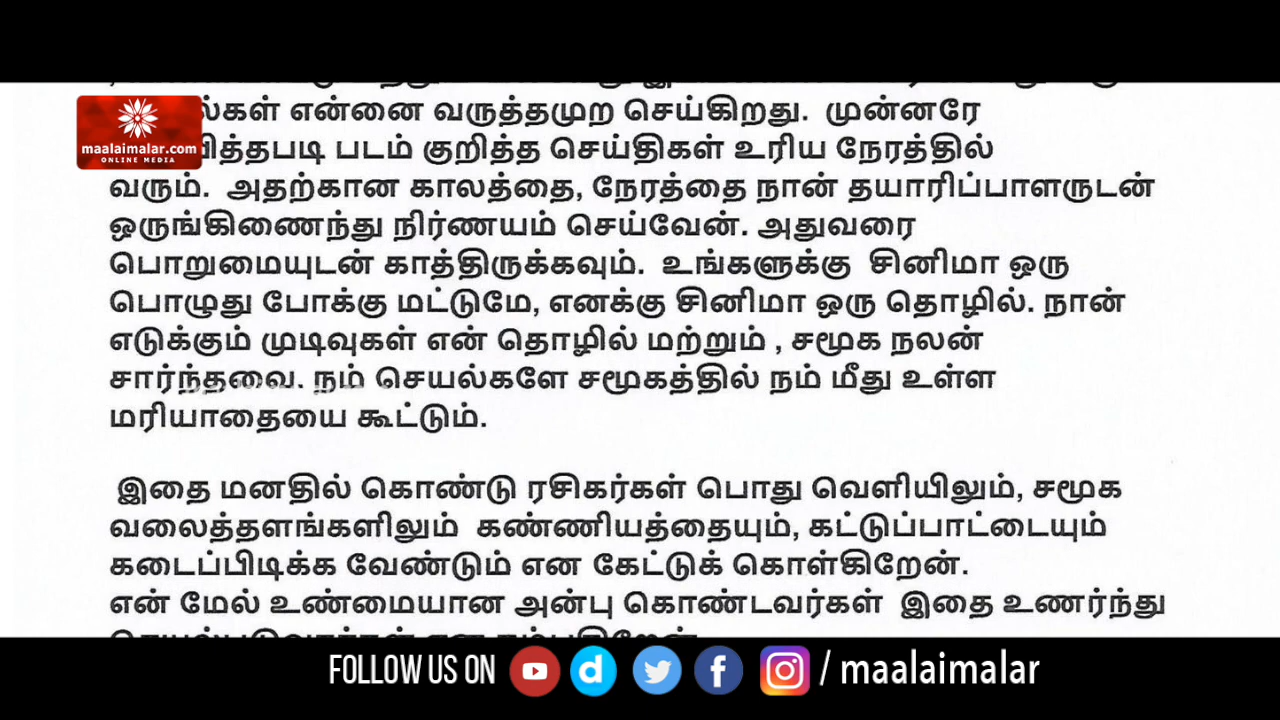 என்னை வருத்தமுற செய்கிறது. முன்னரே
maalaimalar.com
ONLINE MEDIA
படம் குறித்த செய்திகள் உரிய நேரத்தில்
வரும். அதற்கான காலத்தை, நேரத்தை நான் தயாரிப்பாளருடன்
ஒருங்கிணைந்து நிர்ணயம் செய்வேன். அதுவரை
பொறுமையுடன் காத்திருக்கவும். உங்களுக்கு சினிமா ஒரு
பொழுது போக்கு மட்டுமே, எனக்கு சினிமா ஒரு தொழில். நான்
எடுக்கும் முடிவுகள் என் தொழில் மற்றும் , சமூக நலன்
சார்ந்தவை. நம் செயல்களே சமூகத்தில் நம் மீது உள்ள
மரியாதையை கூட்டும்.
இதை மனதில் கொண்டு ரசிகர்கள் பொது வெளியிலும், சமூக
வலைத்தளங்களிலும் கண்ணியத்தையும், கட்டுப்பாட்டையும்
கடைப்பிடிக்க வேண்டும் என கேட்டுக் கொள்கிறேன்.
என் மேல் உண்மையான அன்பு கொண்டவர்கள் இதை உணர்ந்து
FOLLOW US ON / maalaimalar